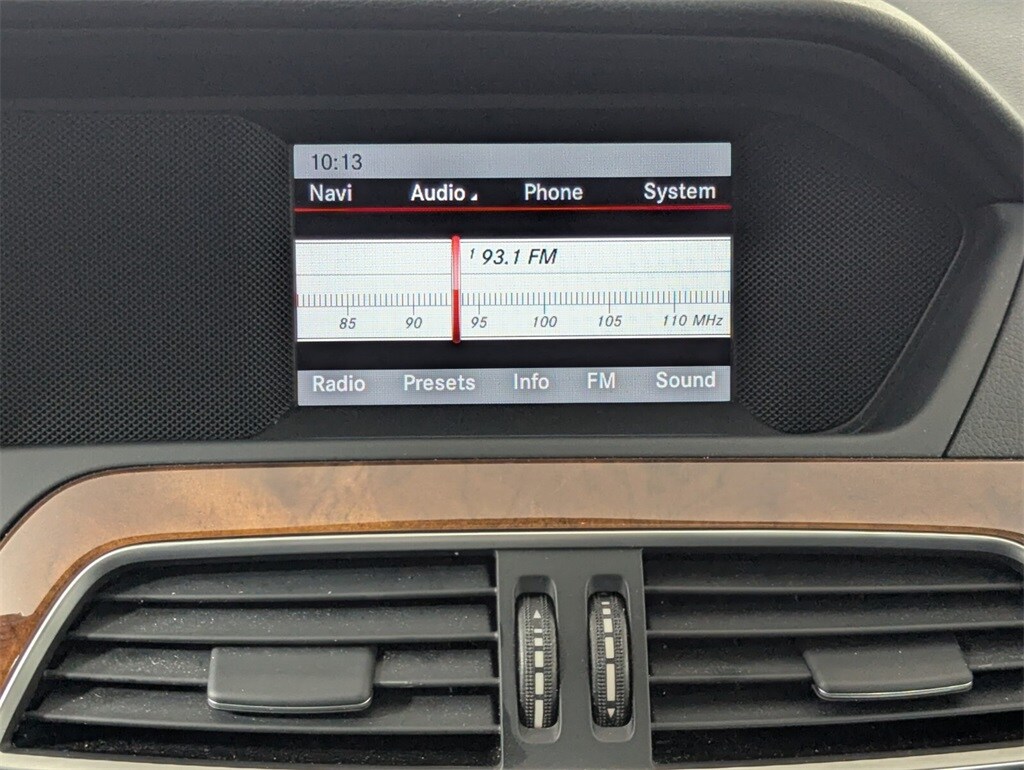 10:13
Navi Audio Phone System
1 93.1 FM
85 90 95 100 105 110 MHz
Radio Presets Info FM Sound